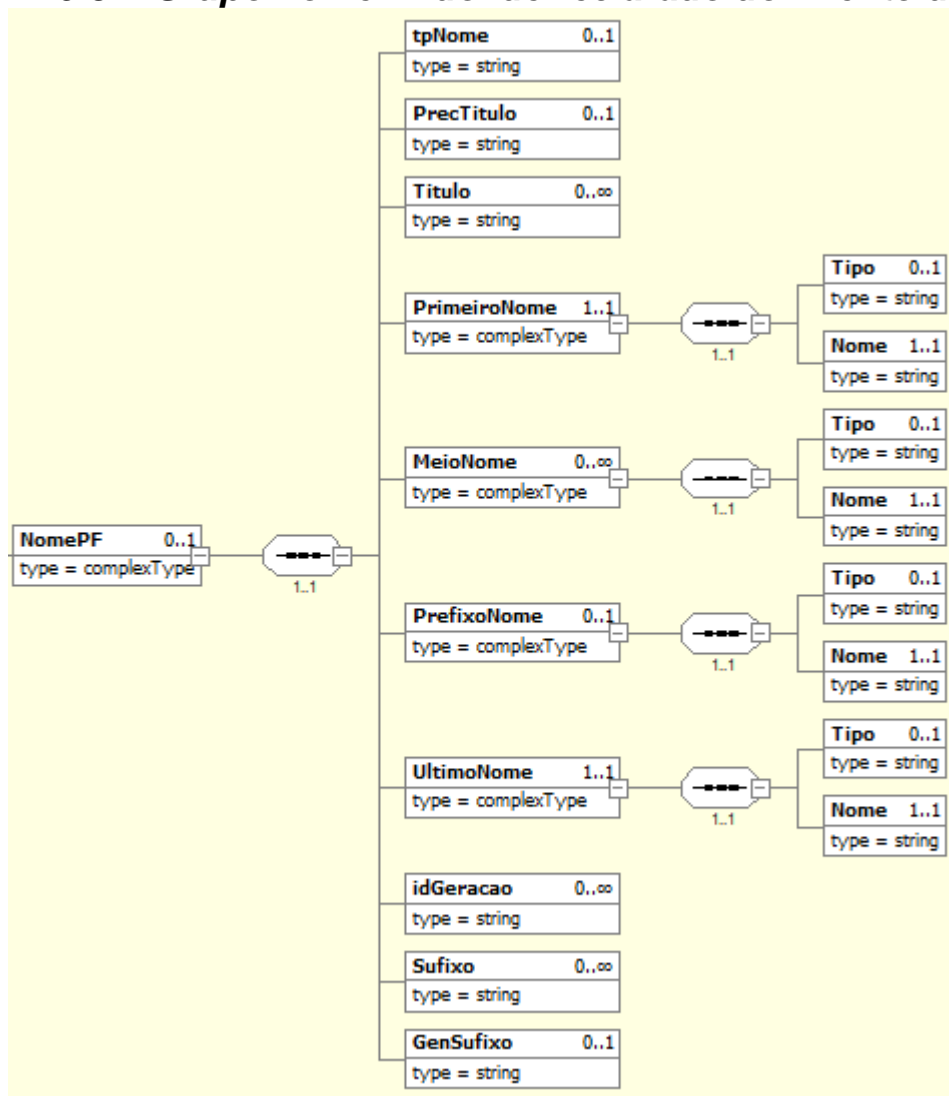 tpNome 0..1
type = string
PrecTitulo 0..1
type = string
Titulo 0..∞
type = string
PrimeiroNome 1..1
type = complexType
1..1
Tipo 0..1
type = string
Nome 1..1
type = string
MeioNome 0..∞
type = complexType
1..1
Tipo 0..1
type = string
Nome 1..1
type = string
NomePF 0..1
type = complexType
1..1
PrefixoNome 0..1
type = complexType
1..1
Tipo 0..1
type = string
Nome 1..1
type = string
UltimoNome 1..1
type = complexType
1..1
Tipo 0..1
type = string
Nome 1..1
type = string
idGeracao 0..∞
type = string
Sufixo 0..∞
type = string
GenSufixo 0..1
type = string